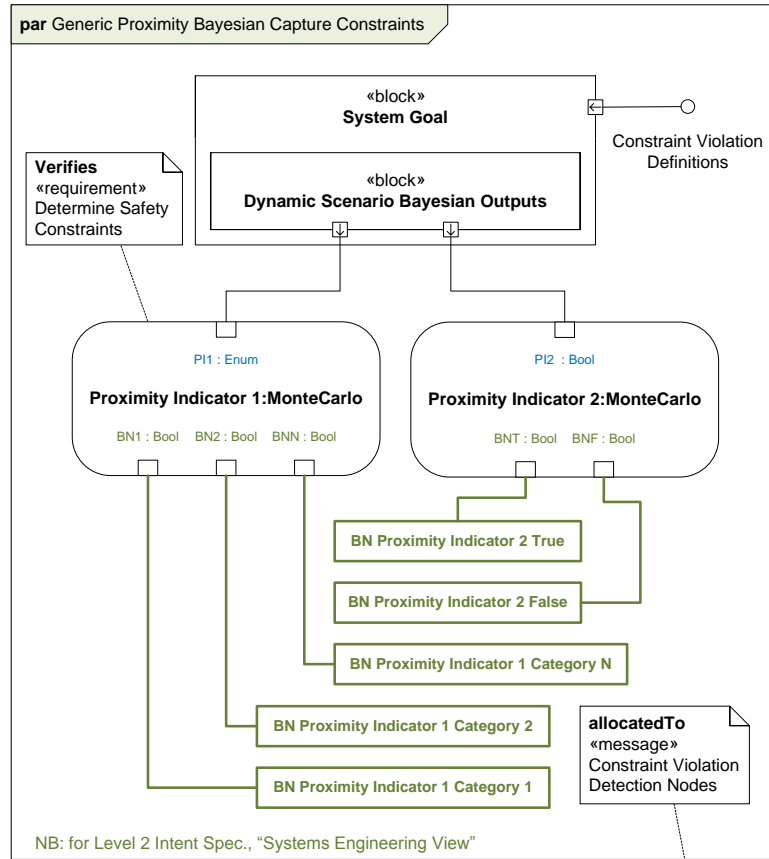 par Generic Proximity Bayesian Capture Constraints
«block»
System Goal
Constraint Violation
Definitions
Verifies
«requirement»
Determine Safety
Constraints
«block»
Dynamic Scenario Bayesian Outputs
PI1 : Enum
Proximity Indicator 1:MonteCarlo
BN1 : Bool BN2 : Bool BNN : Bool
PI2 : Bool
Proximity Indicator 2:MonteCarlo
BNT : Bool BNF : Bool
BN Proximity Indicator 2 True
BN Proximity Indicator 2 False
BN Proximity Indicator 1 Category N
BN Proximity Indicator 1 Category 2
BN Proximity Indicator 1 Category 1
allocatedTo
«message»
Constraint Violation
Detection Nodes
NB: for Level 2 Intent Spec., “Systems Engineering View”